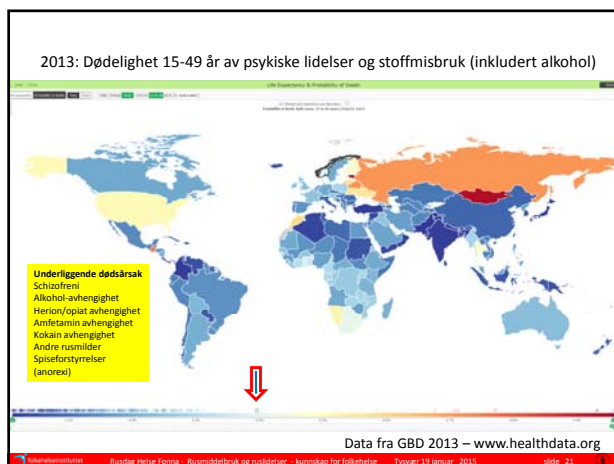 2013: Dødelighet 15-49 år av psykiske lidelser og stoffmisbruk (inkludert alkohol)
Life Expectancy & Probability of Death
Underliggende dødsårsak
Schizofreni
Alkohol-avhengighet
Herion/opiat avhengighet
Amfetamin avhengighet
Kokain avhengighet
Andre rusmilder
Spiseforstyrrelser
(anorexi)
Data fra GBD 2013 – www.healthdata.org
folkehelseinstituttet
Rusdag Helse Fonna - Rusmiddelbruk og ruslidelser - kunnskap for folkehelse Tysvær 19 januar 2015 slide 21